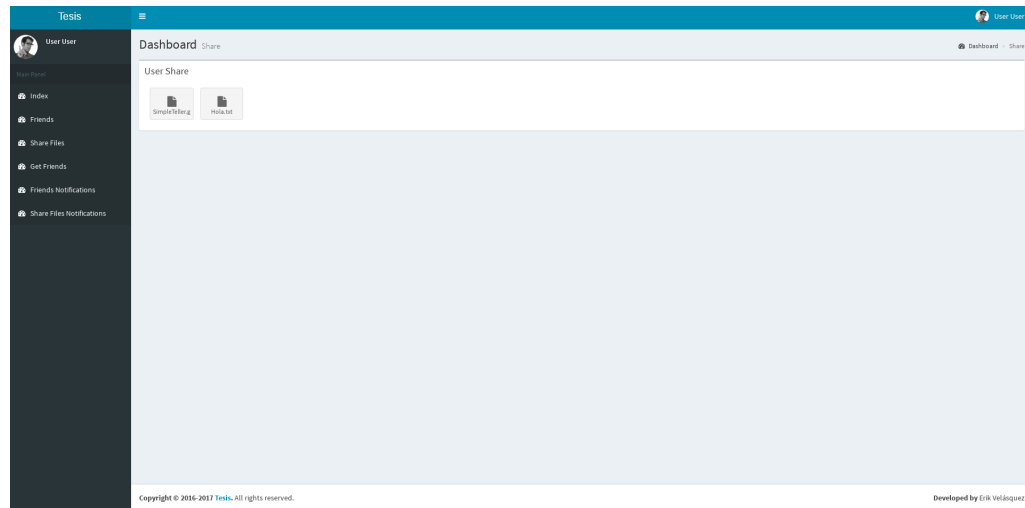 Tesis
User User
User User
Main Panel
Index
Friends
Share Files
Get Friends
Friends Notifications
Share Files Notifications
Dashboard Share
Dashboard > Share
User Share
SimpleTeller.g
Hola.txt
Copyright © 2016-2017 Tesis. All rights reserved.
Developed by Erik Velásquez